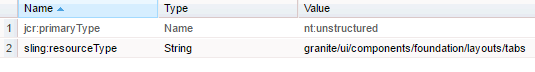 Name Type Value
1 jcr:primaryType Name nt:unstructured
2 sling:resourceType String granite/ui/components/foundation/layouts/tabs